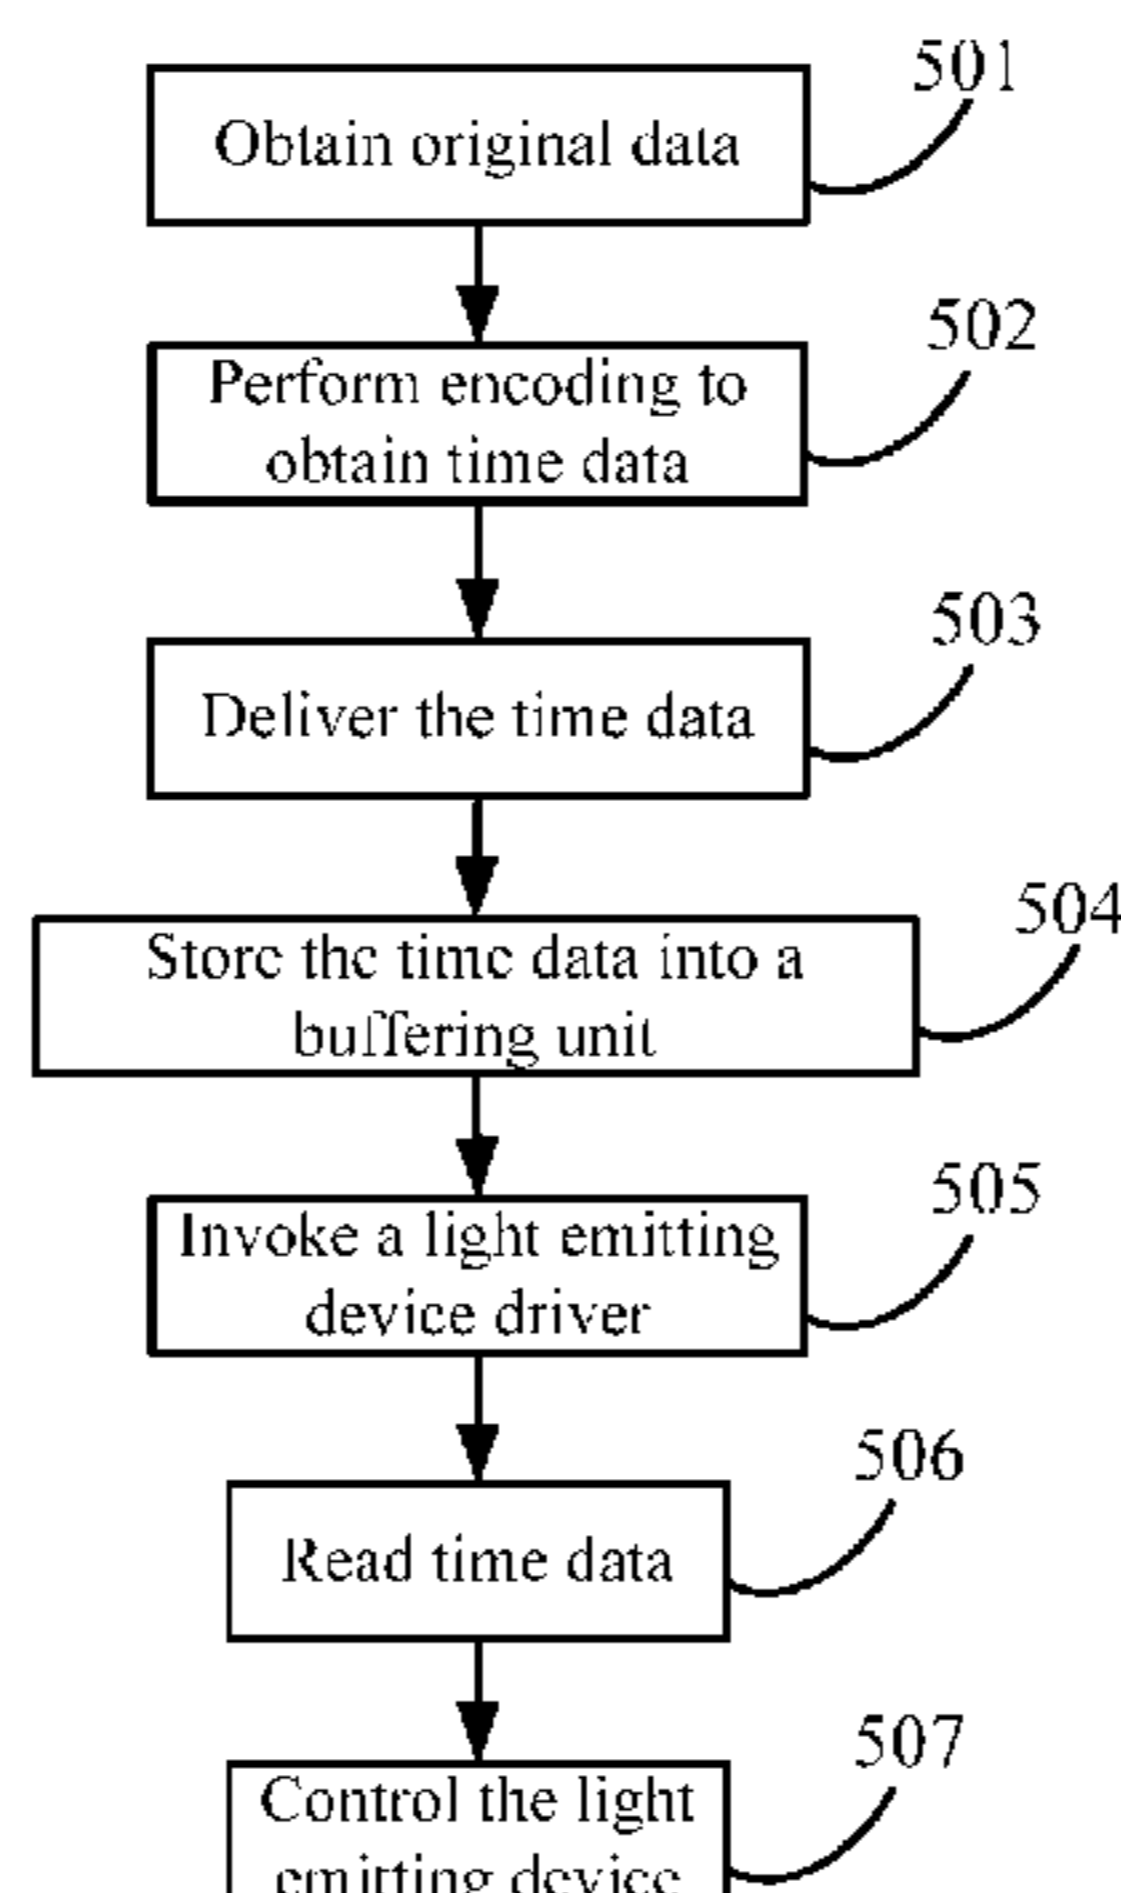 501
Obtain original data
502
Perform encoding to
obtain time data
503
Deliver the time data
504
Store the time data into a
buffering unit
505
Invoke a light emitting
device driver
506
Read time data
507
Control the light
emitting device